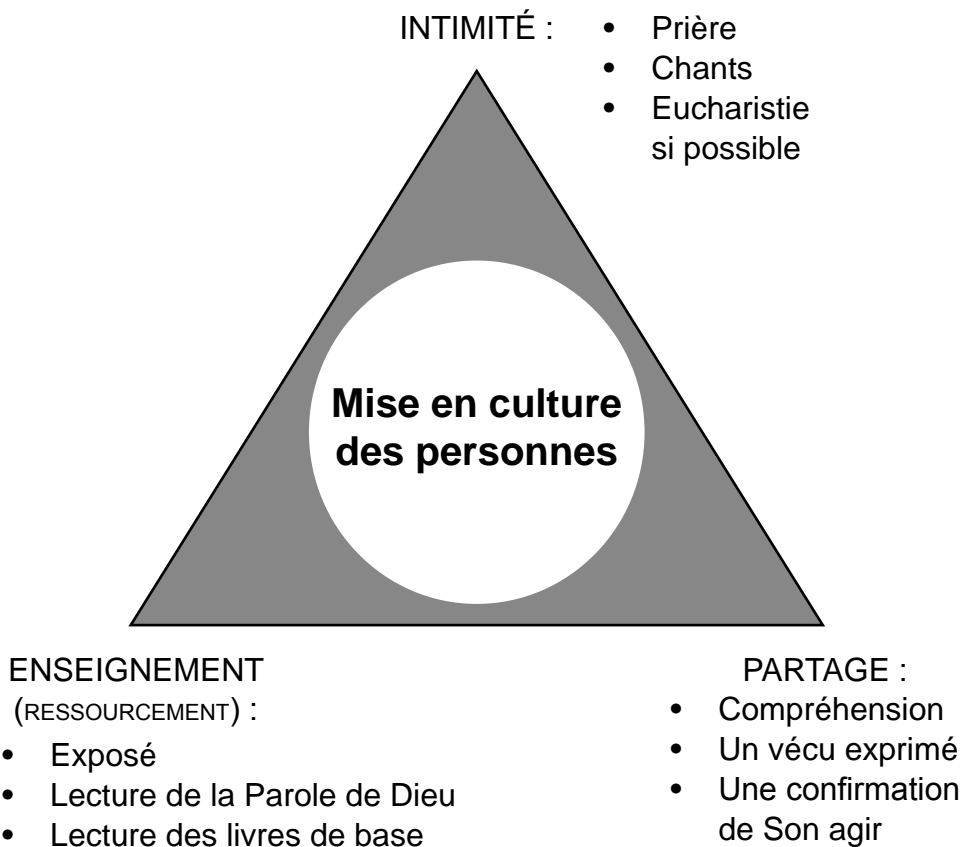 INTIMITÉ :
• Prière
• Chants
• Eucharistie
si possible
Mise en culture
des personnes
ENSEIGNEMENT
(RESSOURCEMENT) :
• Exposé
• Lecture de la Parole de Dieu
• Lecture des livres de base
PARTAGE :
• Compréhension
• Un vécu exprimé
• Une confirmation
de Son agir